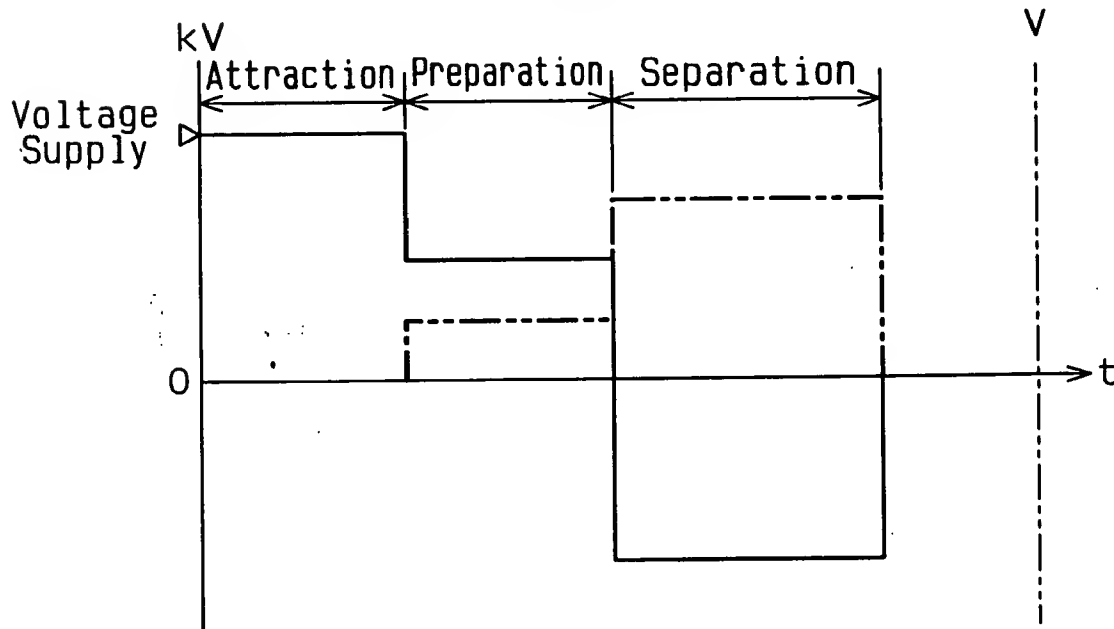 kV
V
Attraction
Preparation
Separation
Voltage
Supply
0
t